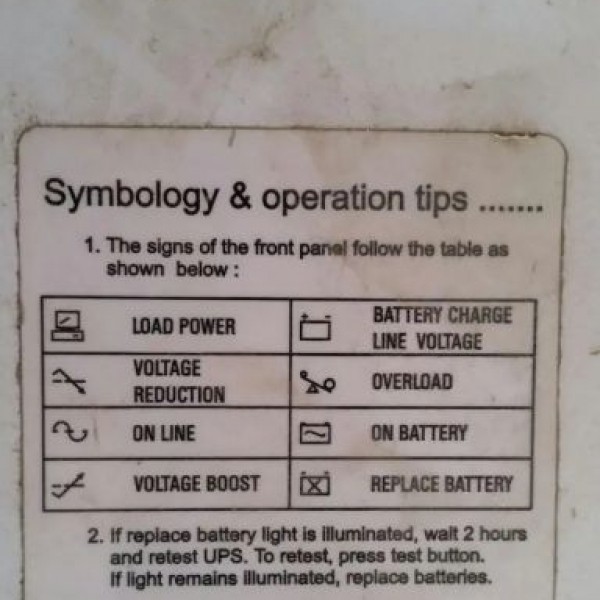 Symbology & operation tips .......
1. The signs of the front panel follow the table as
shown below :
LOAD POWER
BATTERY CHARGE
LINE VOLTAGE
VOLTAGE
REDUCTION
OVERLOAD
ON LINE
ON BATTERY
VOLTAGE BOOST
REPLACE BATTERY
2. If replace battery light is illuminated, wait 2 hours
and retest UPS. To retest, press test button.
If light remains illuminated, replace batteries.